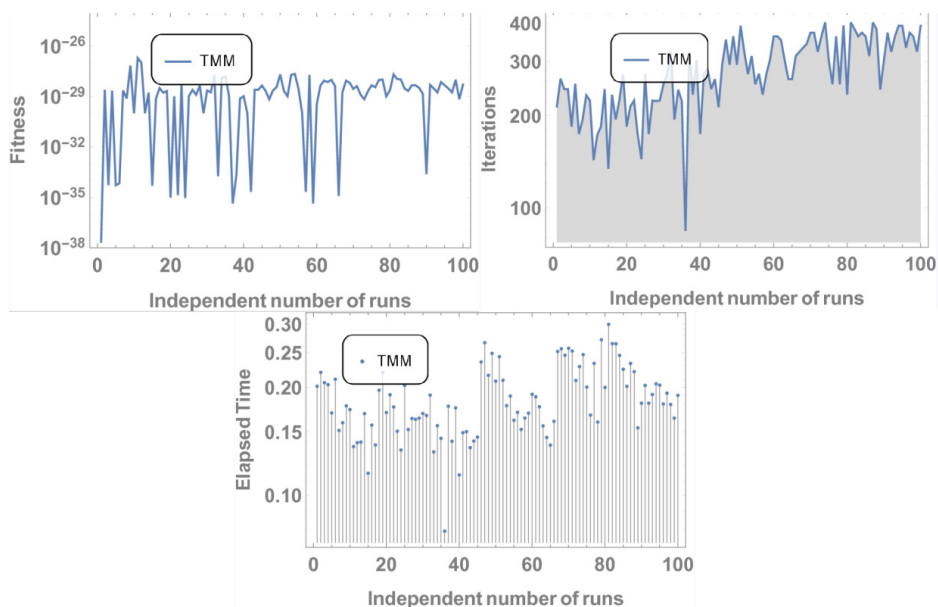 Fitness
10^−26
10^−29
10^−32
10^−35
10^−38
TMM
0 20 40 60 80 100
Independent number of runs
Iterations
400
300
200
100
TMM
0 20 40 60 80 100
Independent number of runs
Elapsed Time
0.30
0.25
0.20
0.15
0.10
TMM
0 20 40 60 80 100
Independent number of runs